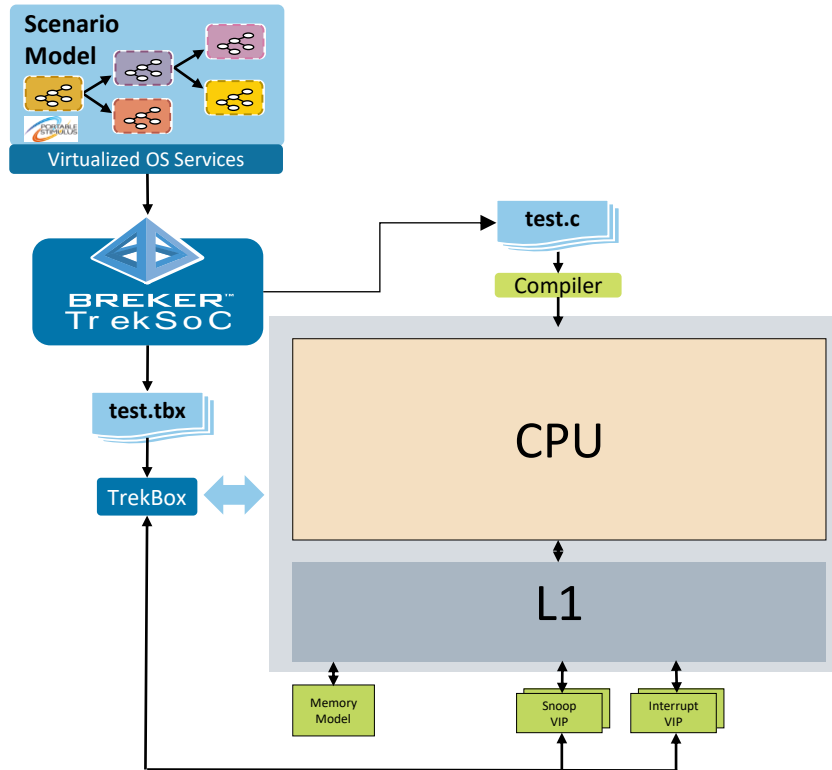 Scenario
Model
PORTABLE
STIMULUS
Virtualized OS Services
test.c
BREKER™
TrekSoC
Compiler
CPU
test.tbx
TrekBox
L1
Memory
Model
Snoop
VIP
Interrupt
VIP